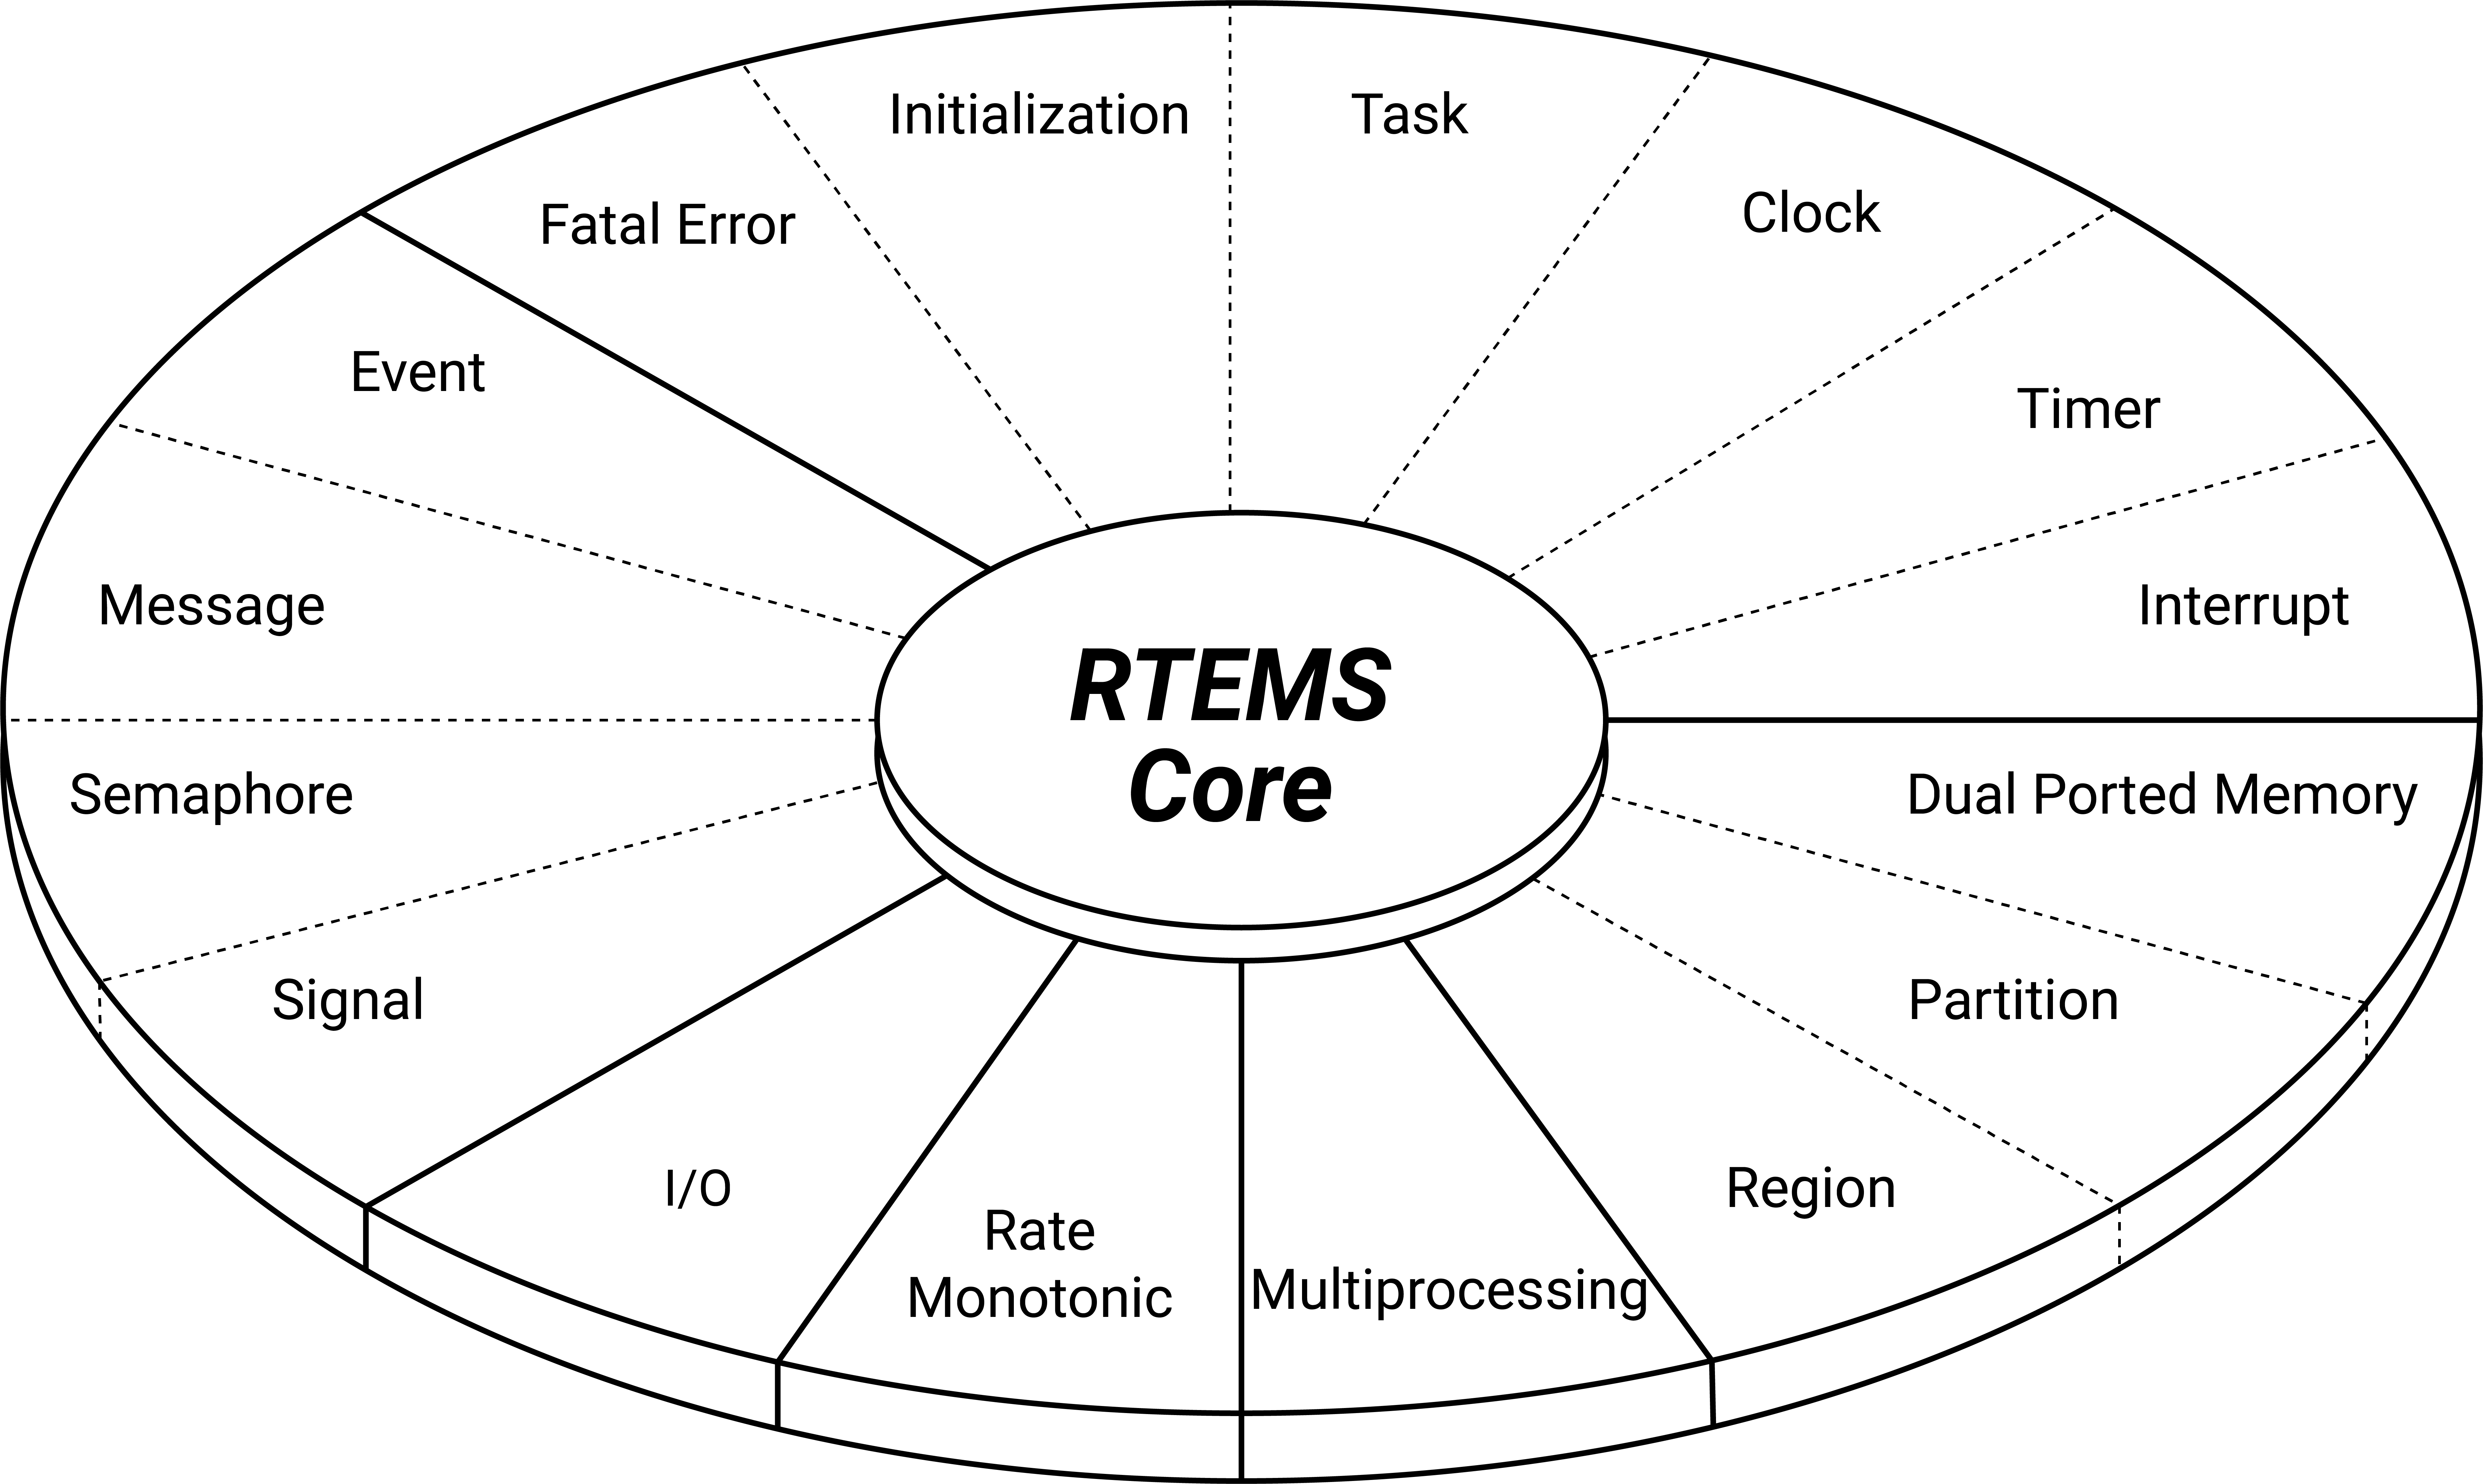 Initialization
Task
Fatal Error
Clock
Event
Timer
Message
Interrupt
RTEMS
Core
Semaphore
Dual Ported Memory
Signal
Partition
I/O
Region
Rate
Monotonic
Multiprocessing